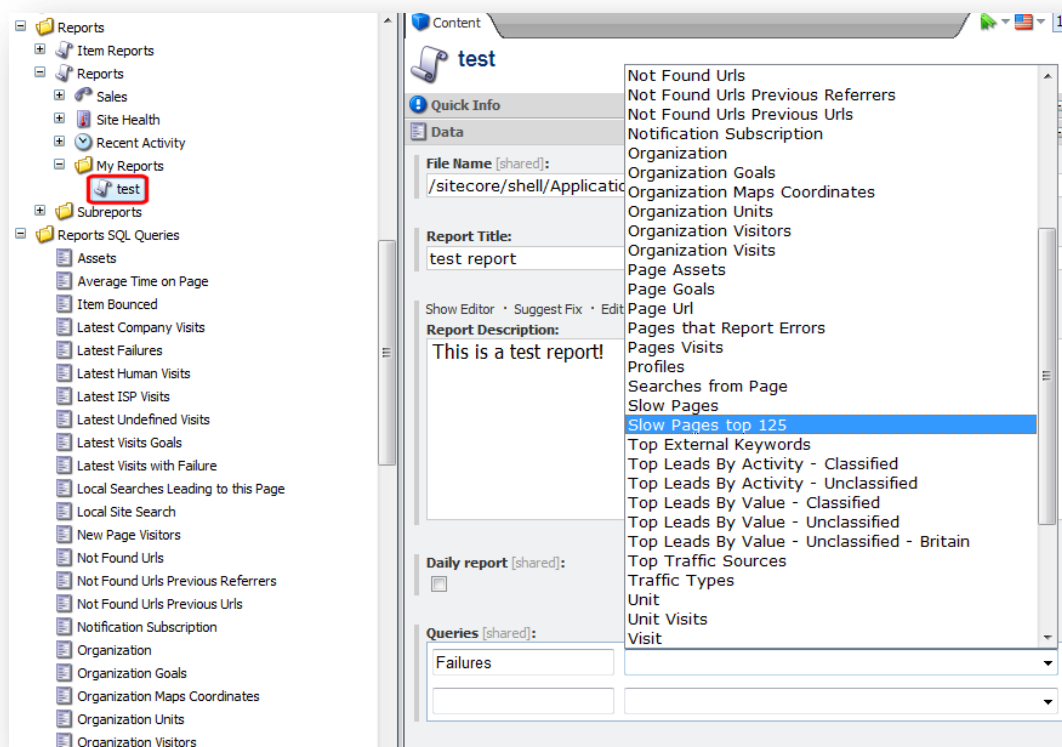 Reports
Item Reports
Reports
Sales
Site Health
Recent Activity
My Reports
test
Subreports
Reports SQL Queries
Assets
Average Time on Page
Item Bounced
Latest Company Visits
Latest Failures
Latest Human Visits
Latest ISP Visits
Latest Undefined Visits
Latest Visits Goals
Latest Visits with Failure
Local Searches Leading to this Page
Local Site Search
New Page Visitors
Not Found Urls
Not Found Urls Previous Referrers
Not Found Urls Previous Urls
Notification Subscription
Organization
Organization Goals
Organization Maps Coordinates
Organization Units
Organization Visitors
Content
1
test
Quick Info
Data
File Name [shared]:
/sitecore/shell/Applicatio
Report Title:
test report
Show Editor · Suggest Fix · Edit
Report Description:
This is a test report!
Daily report [shared]:
Queries [shared]:
Failures
Not Found Urls
Not Found Urls Previous Referrers
Not Found Urls Previous Urls
Notification Subscription
Organization
Organization Goals
Organization Maps Coordinates
Organization Units
Organization Visitors
Organization Visits
Page Assets
Page Goals
Page Url
Pages that Report Errors
Pages Visits
Profiles
Searches from Page
Slow Pages
Slow Pages top 125
Top External Keywords
Top Leads By Activity - Classified
Top Leads By Activity - Unclassified
Top Leads By Value - Classified
Top Leads By Value - Unclassified
Top Leads By Value - Unclassified - Britain
Top Traffic Sources
Traffic Types
Unit
Unit Visits
Visit